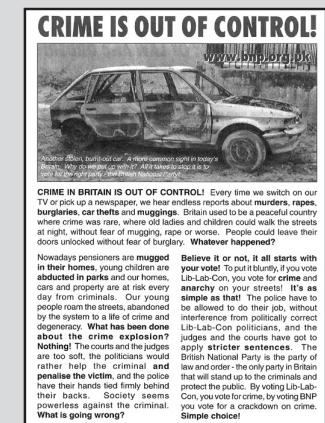 CRIME IS OUT OF CONTROL!
www.bnp.org.uk
Another stolen, burnt-out car. A more common sight in today's
Britain. Why do we put up with it? All it takes to stop it is to
vote for the right party - the British National Party!
CRIME IN BRITAIN IS OUT OF CONTROL! Every time we switch on our
TV or pick up a newspaper, we hear endless reports about murders, rapes,
burglaries, car thefts and muggings. Britain used to be a peaceful country
where crime was rare, where old ladies and children could walk the streets
at night, without fear of mugging, rape or worse. People could leave their
doors unlocked without fear of burglary. Whatever happened?
Nowadays pensioners are mugged
in their homes, young children are
abducted in parks and our homes,
cars and property are at risk every
day from criminals. Our young
people roam the streets, abandoned
by the system to a life of crime and
degeneracy. What has been done
about the crime explosion?
Nothing! The courts and the judges
are too soft, the politicians would
rather help the criminal and
penalise the victim, and the police
have their hands tied firmly behind
their backs. Society seems
powerless against the criminal.
What is going wrong?
Believe it or not, it all starts with
your vote! To put it bluntly, if you vote
Lib-Lab-Con, you vote for crime and
anarchy on your streets! It's as
simple as that! The police have to
be allowed to do their job, without
interference from politically correct
Lib-Lab-Con politicians, and the
judges and the courts have got to
apply stricter sentences. The
British National Party is the party of
law and order - the only party in Britain
that will stand up to the criminals and
protect the public. By voting Lib-Lab-
Con, you vote for crime, by voting BNP
you vote for a crackdown on crime.
Simple choice!